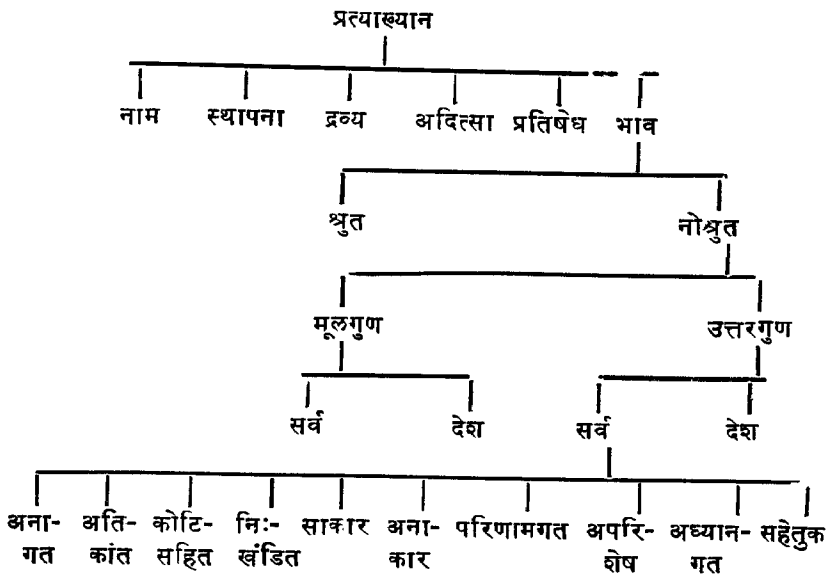 प्रत्याख्यान
नाम स्थापना द्रव्य अदित्सा प्रतिषेध भाव
श्रुत नोश्रुत
मूलगुण उत्तरगुण
सर्व देश सर्व देश
अना- अति- कोटि- निः- साकार अना- परिणामगत अपरि- अध्यान- सहेतुक
गत कांत सहित खंडित कार शेष गत